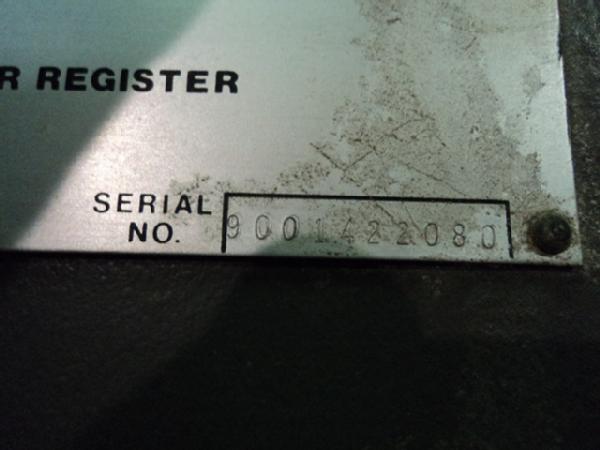 R REGISTER
SERIAL
NO. 9001422080